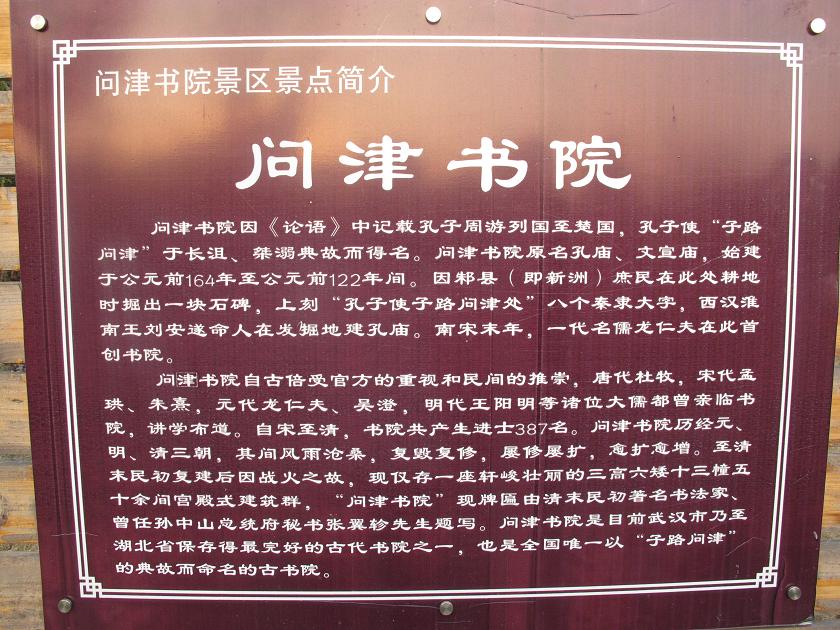 问津书院景区景点简介
问津书院
问津书院因《论语》中记载孔子周游列国至楚国，孔子使“子路
问津”于长沮、桀溺典故而得名。问津书院原名孔庙、文宣庙，始建
于公元前164年至公元前122年间。因邾县（即新洲）庶民在此处耕地
时掘出一块石碑，上刻“孔子使子路问津处”八个秦隶大字，西汉淮
南王刘安遂命人在发掘地建孔庙。南宋末年，一代名儒龙仁夫在此首
创书院。
问津书院自古倍受官方的重视和民间的推崇，唐代杜牧，宋代孟
珙、朱熹，元代龙仁夫、吴澄，明代王阳明等诸位大儒都曾亲临书
院，讲学布道。自宋至清，书院共产生进士387名。问津书院历经元、
明、清三朝，其间风雨沧桑，复毁复修，屡修屡扩，愈扩愈增。至清
末民初复建后因战火之故，现仅存一座轩峻壮丽的三高六矮十三幢五
十余间宫殿式建筑群，“问津书院”现牌匾由清末民初著名书法家、
曾任孙中山总统府秘书张翼轸先生题写。问津书院是目前武汉市乃至
湖北省保存得最完好的古代书院之一，也是全国唯一以“子路问津”
的典故而命名的古书院。